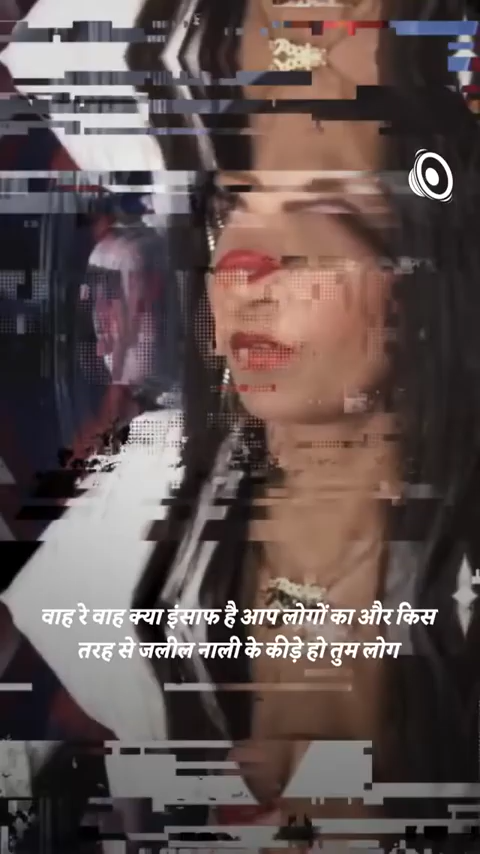 वाह रे वाह क्या इंसाफ है आप लोगों का और किस
तरह से जलील नाली के कीड़े हो तुम लोग